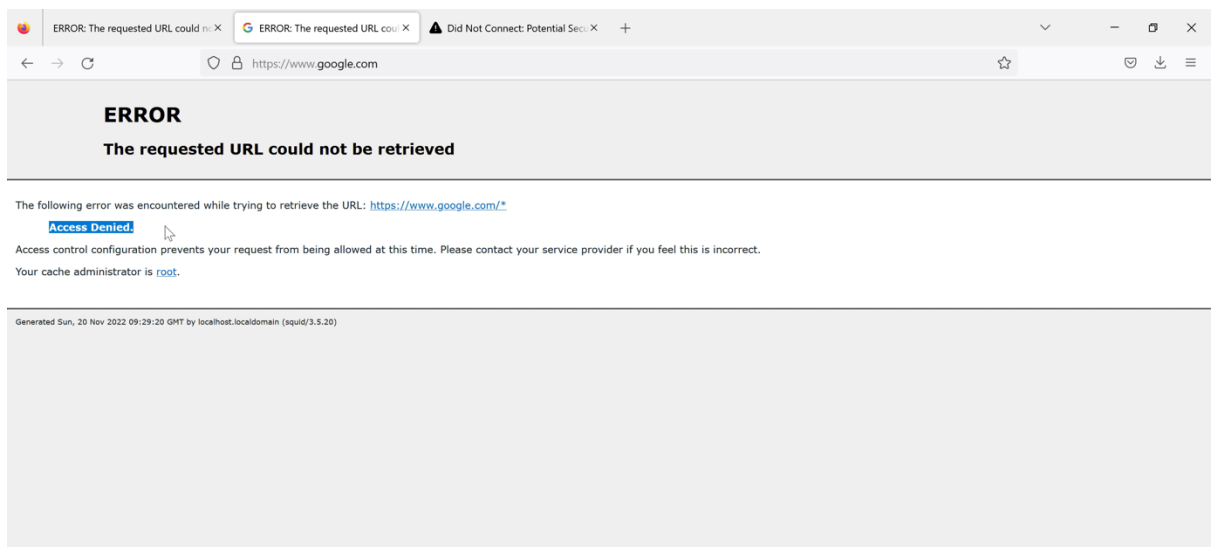 ERROR: The requested URL could no
ERROR: The requested URL coul
Did Not Connect: Potential Secu
https://www.google.com
ERROR
The requested URL could not be retrieved
The following error was encountered while trying to retrieve the URL: https://www.google.com/*
Access Denied.
Access control configuration prevents your request from being allowed at this time. Please contact your service provider if you feel this is incorrect.
Your cache administrator is root.
Generated Sun, 20 Nov 2022 09:29:20 GMT by localhost.localdomain (squid/3.5.20)